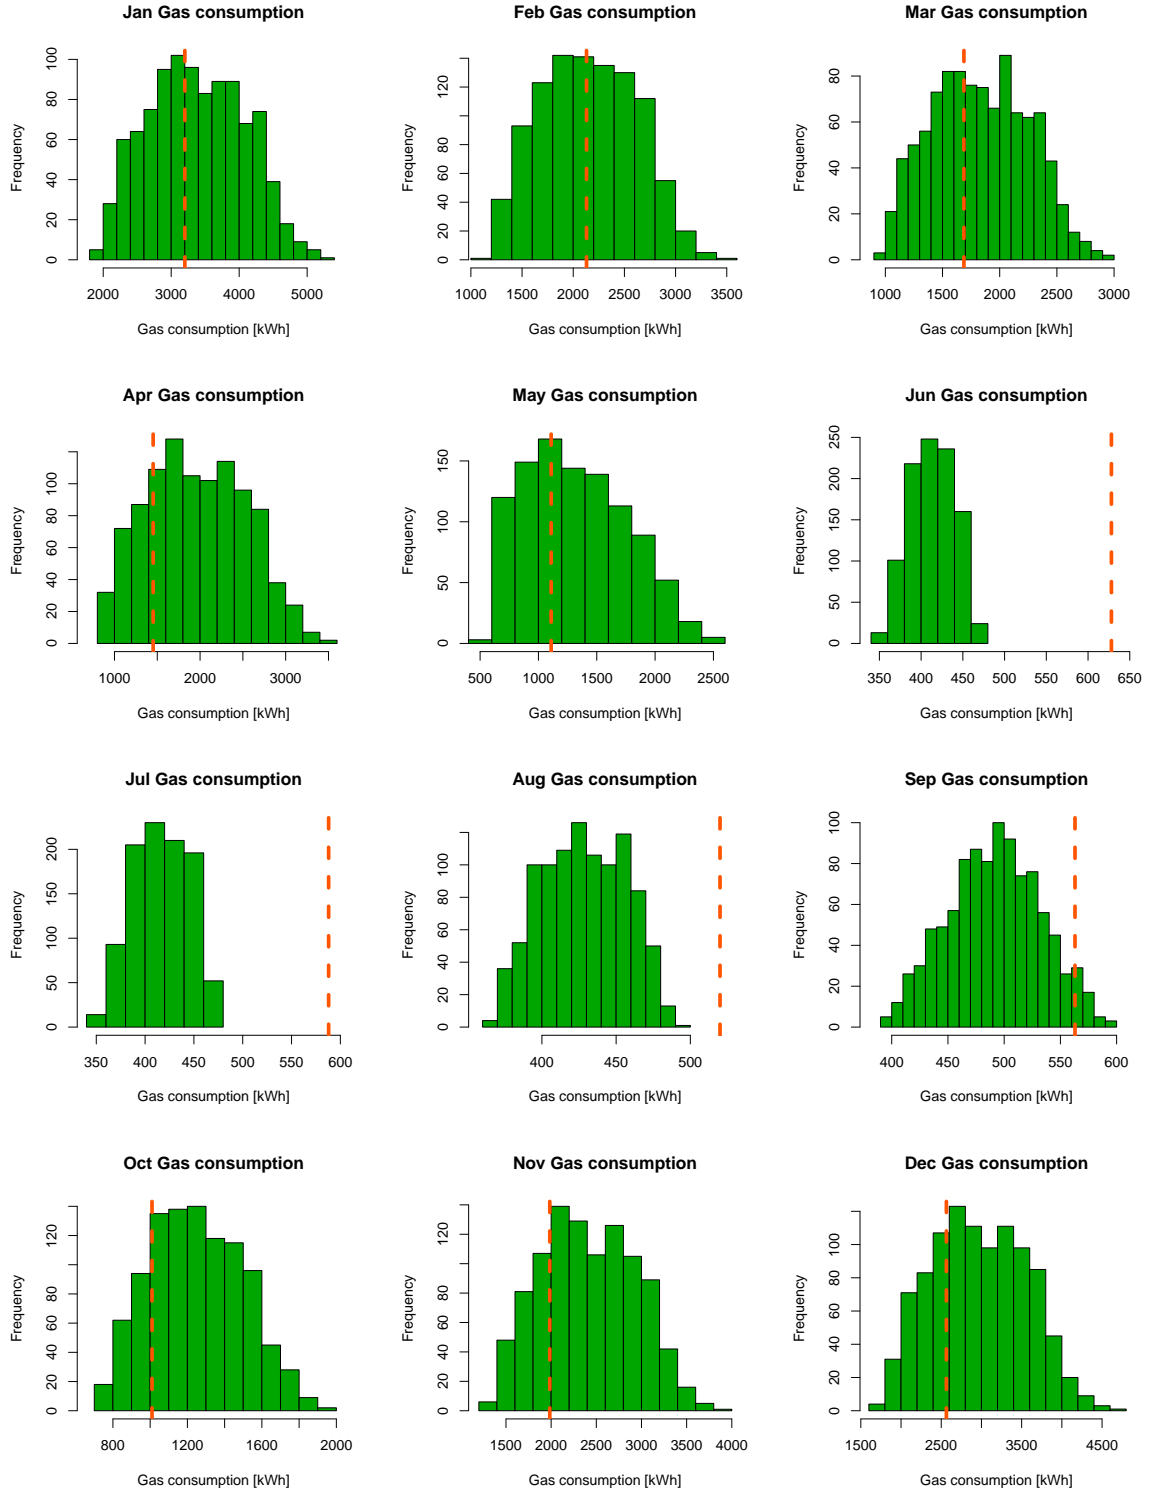 Jan Gas consumption
Frequency
0 20 40 60 80 100
2000 3000 4000 5000
Gas consumption [kWh]
Feb Gas consumption
Frequency
0 20 40 60 80 120
1000 1500 2000 2500 3000 3500
Gas consumption [kWh]
Mar Gas consumption
Frequency
0 20 40 60 80
1000 1500 2000 2500 3000
Gas consumption [kWh]
Apr Gas consumption
Frequency
0 20 40 60 80 100
1000 2000 3000
Gas consumption [kWh]
May Gas consumption
Frequency
0 50 100 150
500 1000 1500 2000 2500
Gas consumption [kWh]
Jun Gas consumption
Frequency
0 50 100 150 200 250
350 400 450 500 550 600 650
Gas consumption [kWh]
Jul Gas consumption
Frequency
0 50 100 150 200
350 400 450 500 550 600
Gas consumption [kWh]
Aug Gas consumption
Frequency
0 20 40 60 80 100
400 450 500
Gas consumption [kWh]
Sep Gas consumption
Frequency
0 20 40 60 80 100
400 450 500 550 600
Gas consumption [kWh]
Oct Gas consumption
Frequency
0 20 40 60 80 120
800 1200 1600 2000
Gas consumption [kWh]
Nov Gas consumption
Frequency
0 20 40 60 80 120
1500 2000 2500 3000 3500 4000
Gas consumption [kWh]
Dec Gas consumption
Frequency
0 20 40 60 80 100
1500 2500 3500 4500
Gas consumption [kWh]